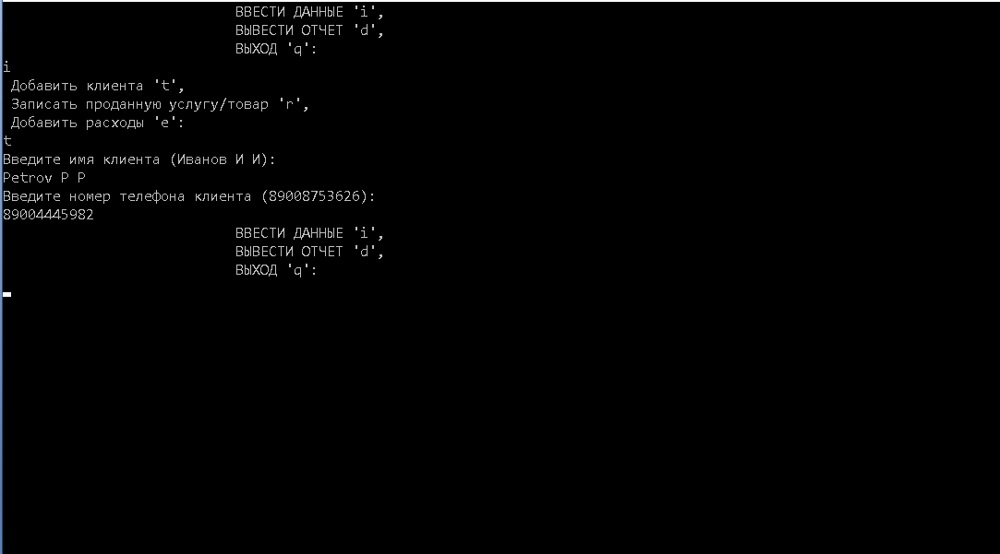 ВВЕСТИ ДАННЫЕ 'i',
ВЫВЕСТИ ОТЧЕТ 'd',
ВЫХОД 'q':
i
Добавить клиента 't',
Записать проданную услугу/товар 'r',
Добавить расходы 'e':
t
Введите имя клиента (Иванов И И):
Petrov P P
Введите номер телефона клиента (89008753626):
89004445982
ВВЕСТИ ДАННЫЕ 'i',
ВЫВЕСТИ ОТЧЕТ 'd',
ВЫХОД 'q':